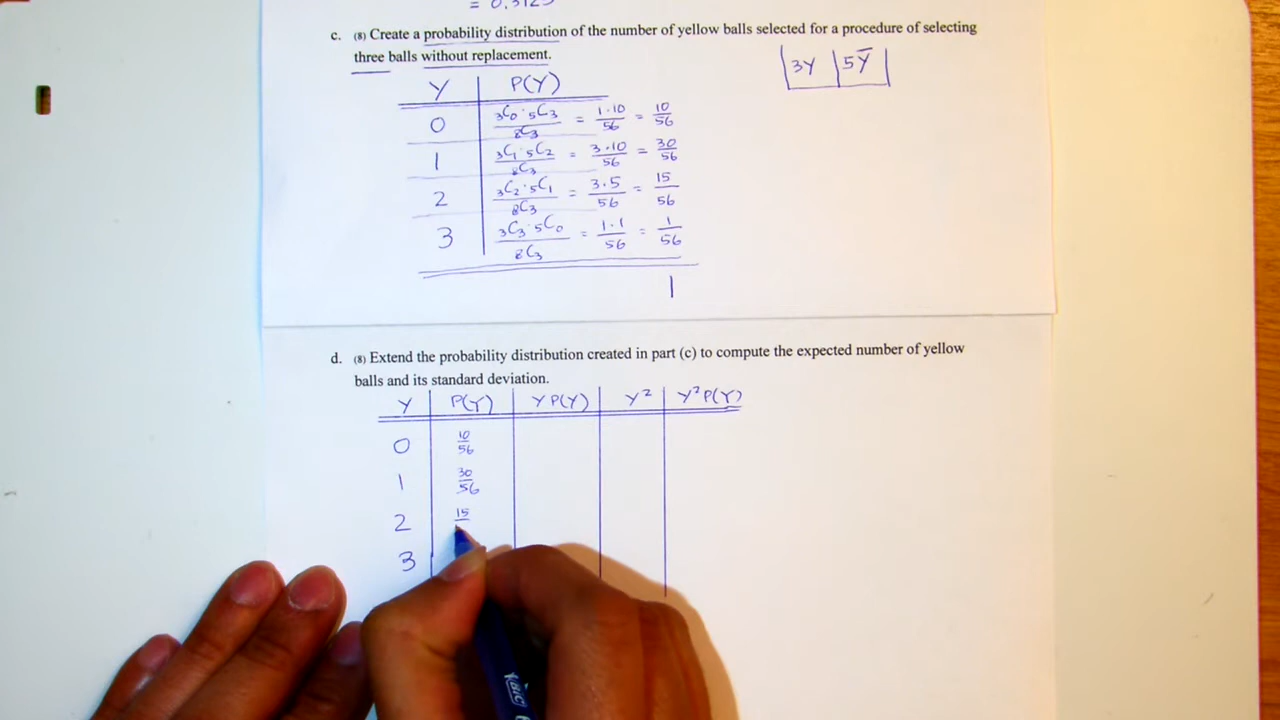 = 0.3125
c. (8) Create a probability distribution of the number of yellow balls selected for a procedure of selecting
three balls without replacement.
3Y 5Y̅
Y P(Y)
0 ₃C₀·₅C₃/₈C₃ = 1·10/56 = 10/56
1 ₃C₁·₅C₂/₈C₃ = 3·10/56 = 30/56
2 ₃C₂·₅C₁/₈C₃ = 3·5/56 = 15/56
3 ₃C₃·₅C₀/₈C₃ = 1·1/56 = 1/56
1
d. (8) Extend the probability distribution created in part (c) to compute the expected number of yellow
balls and its standard deviation.
Y P(Y) Y P(Y) Y² Y²P(Y)
0 10/56
1 30/56
2 15
3
BIC